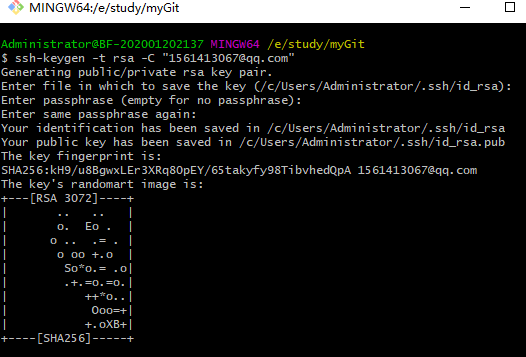 MINGW64:/e/study/myGit
Administrator@BF-202001202137 MINGW64 /e/study/myGit
$ ssh-keygen -t rsa -C "1561413067@qq.com"
Generating public/private rsa key pair.
Enter file in which to save the key (/c/Users/Administrator/.ssh/id_rsa):
Enter passphrase (empty for no passphrase):
Enter same passphrase again:
Your identification has been saved in /c/Users/Administrator/.ssh/id_rsa
Your public key has been saved in /c/Users/Administrator/.ssh/id_rsa.pub
The key fingerprint is:
SHA256:kH9/u8BgwxLEr3XRq8OpEY/65takyfy98TibvhedQpA 1561413067@qq.com
The key's randomart image is:
+---[RSA 3072]----+
|       ..   ..   |
|       o.  Eo .  |
|      o ..  .= . |
|       o oo +.o  |
|        So*o.= .o|
|        .+.=o.=o.|
|           ++*o..|
|            Ooo=+|
|           +.oXB+|
+----[SHA256]-----+